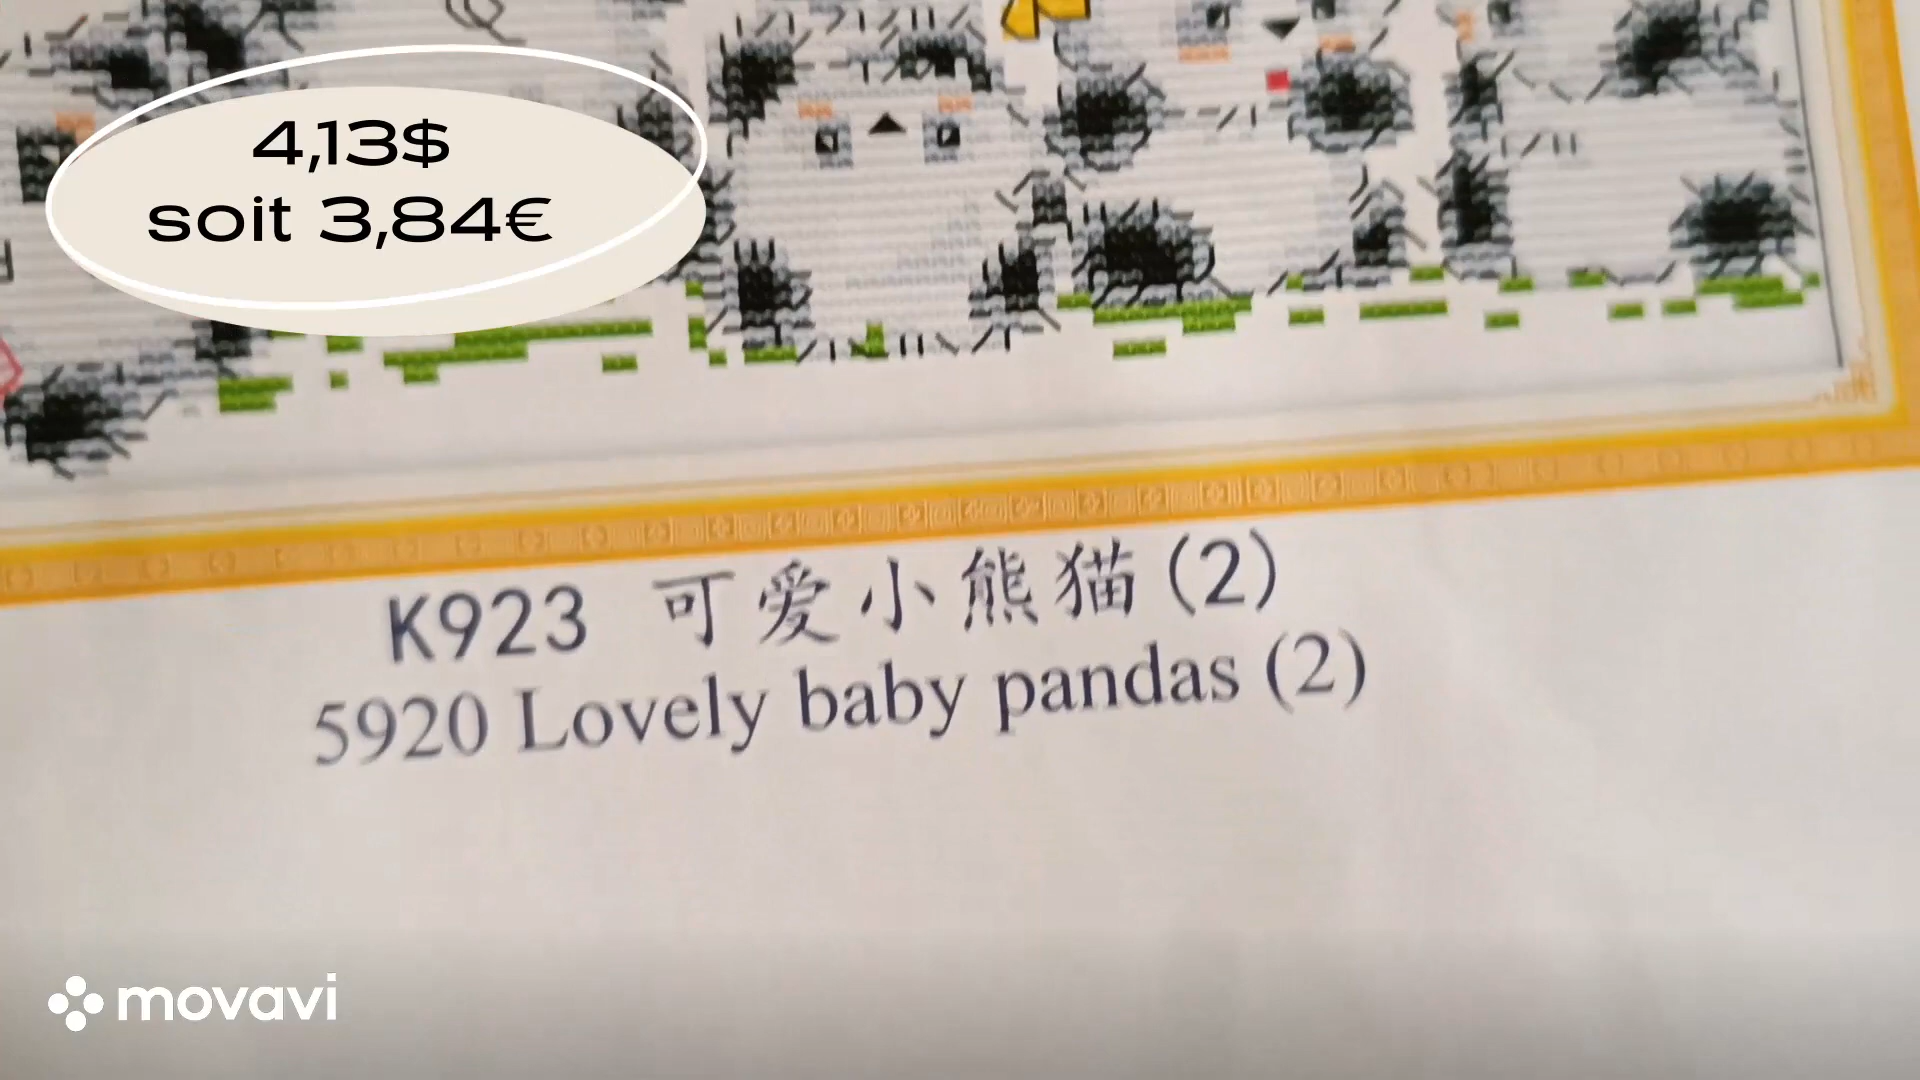 4,13$
soit 3,84€
K923 可爱小熊猫(2)
5920 Lovely baby pandas (2)
movavi